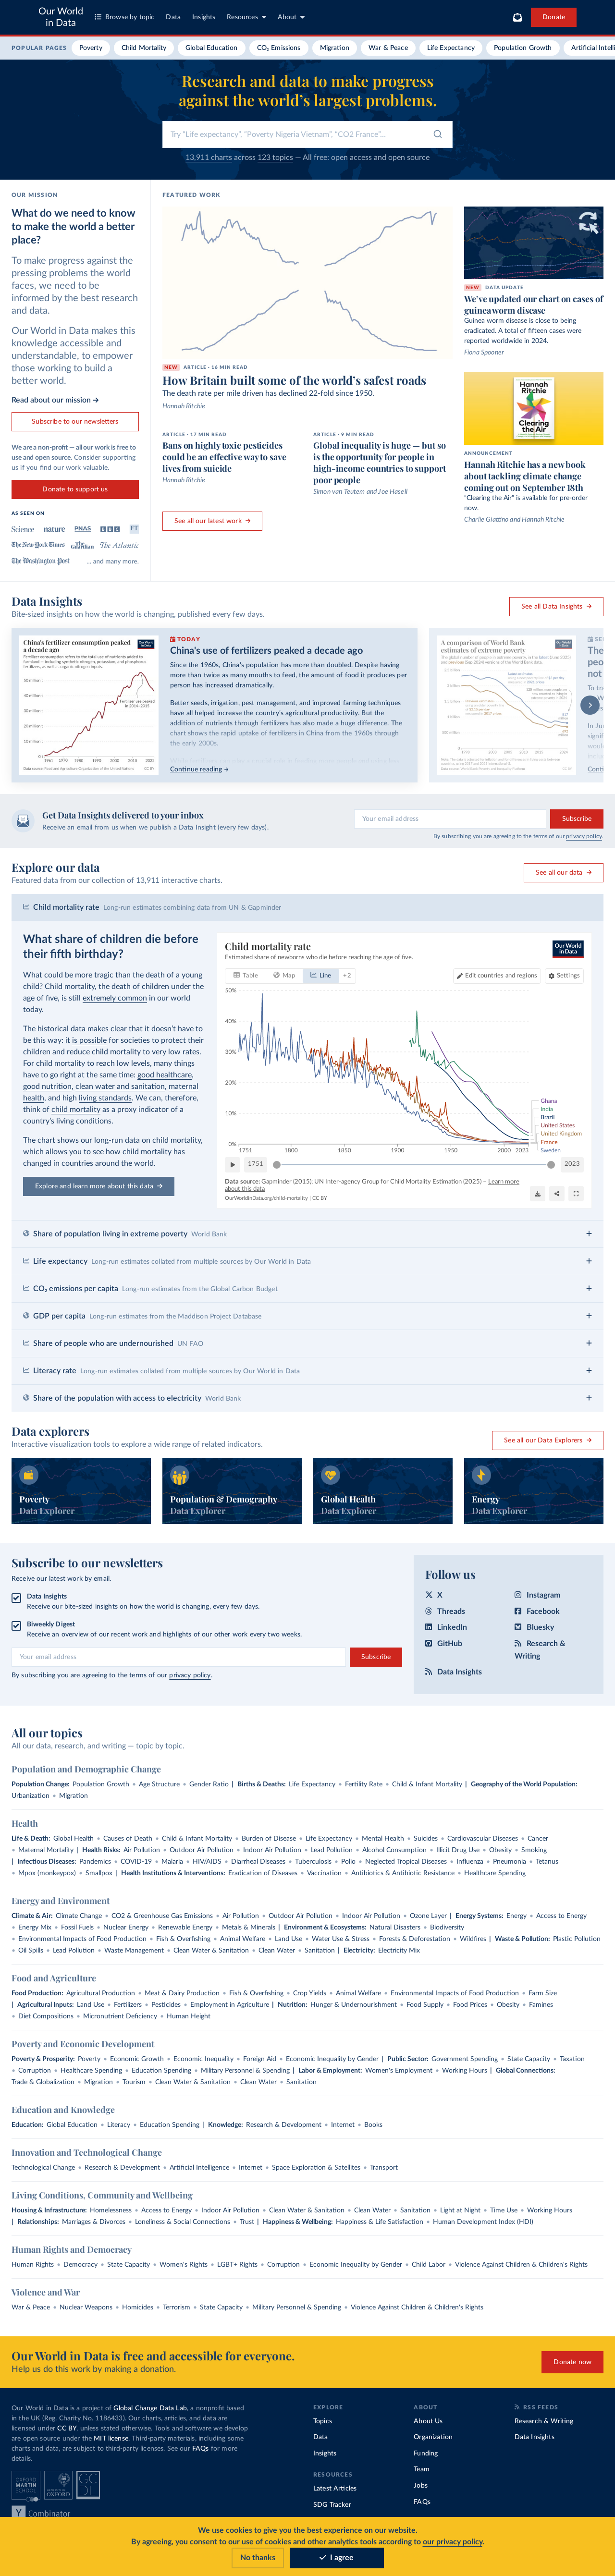 Our World in Data
Browse by topic
Data
Insights
Resources
About
Donate
POPULAR PAGES
Poverty
Child Mortality
Global Education
CO₂ Emissions
Migration
War & Peace
Life Expectancy
Population Growth
Artificial Intelli
Research and data to make progress
against the world's largest problems.
Try "Life expectancy", "Poverty Nigeria Vietnam", "CO2 France"...
13,911 charts across 123 topics — All free: open access and open source
OUR MISSION
What do we need to know
to make the world a better
place?
To make progress against the
pressing problems the world
faces, we need to be
informed by the best research
and data.
Our World in Data makes this
knowledge accessible and
understandable, to empower
those working to build a
better world.
Read about our mission →
Subscribe to our newsletters
We are a non-profit — all our work is free to
use and open source. Consider supporting
us if you find our work valuable.
Donate to support us
AS SEEN ON
Science
nature
PNAS
BBC
FT
The New York Times
The Guardian
The Atlantic
The Washington Post
... and many more.
FEATURED WORK
NEW ARTICLE • 16 MIN READ
How Britain built some of the world's safest roads
The death rate per mile driven has declined 22-fold since 1950.
Hannah Ritchie
ARTICLE • 17 MIN READ
Bans on highly toxic pesticides
could be an effective way to save
lives from suicide
Hannah Ritchie
ARTICLE • 9 MIN READ
Global inequality is huge — but so
is the opportunity for people in
high-income countries to support
poor people
Simon van Teutem and Joe Hasell
See all our latest work →
NEW DATA UPDATE
We've updated our chart on cases of
guinea worm disease
Guinea worm disease is close to being
eradicated. A total of fifteen cases were
reported worldwide in 2024.
Fiona Spooner
Hannah
Ritchie
Clearing
the Air
ANNOUNCEMENT
Hannah Ritchie has a new book
about tackling climate change
coming out on September 18th
"Clearing the Air" is available for pre-order
now.
Charlie Giattino and Hannah Ritchie
Data Insights
Bite-sized insights on how the world is changing, published every few days.
See all Data Insights →
China's fertilizer consumption peaked
a decade ago
50 million
40 million
30 million
20 million
10 million
1961 1970 1980 1990 2000 2010 2022
TODAY
China's use of fertilizers peaked a decade ago
Since the 1960s, China's population has more than doubled. Despite having
more than twice as many mouths to feed, the amount of food it produces per
person has increased dramatically.
Better seeds, irrigation, pest management, and improved farming techniques
have all helped increase the country's agricultural productivity. But the
addition of nutrients through fertilizers has also made a huge difference. The
chart shows the rapid uptake of fertilizers in China from the 1960s through
the early 2000s.
Continue reading →
A comparison of World Bank
estimates of extreme poverty
SE
The
peo
not
To tr
In Ju
signifi
Conti
Get Data Insights delivered to your inbox
Receive an email from us when we publish a Data Insight (every few days).
Your email address
Subscribe
By subscribing you are agreeing to the terms of our privacy policy.
Explore our data
Featured data from our collection of 13,911 interactive charts.
See all our data →
Child mortality rate Long-run estimates combining data from UN & Gapminder
What share of children die before
their fifth birthday?
What could be more tragic than the death of a young
child? Child mortality, the death of children under the
age of five, is still extremely common in our world
today.
The historical data makes clear that it doesn't have to
be this way: it is possible for societies to protect their
children and reduce child mortality to very low rates.
For child mortality to reach low levels, many things
have to go right at the same time: good healthcare,
good nutrition, clean water and sanitation, maternal
health, and high living standards. We can, therefore,
think of child mortality as a proxy indicator of a
country's living conditions.
The chart shows our long-run data on child mortality,
which allows you to see how child mortality has
changed in countries around the world.
Explore and learn more about this data →
Child mortality rate
Estimated share of newborns who die before reaching the age of five.
Our World
in Data
Table
Map
Line
+2
Edit countries and regions
Settings
50%
40%
30%
20%
10%
0%
1751 1800 1850 1900 1950 2000 2023
Ghana
India
Brazil
United States
United Kingdom
France
Sweden
1751
2023
Data source: Gapminder (2015); UN Inter-agency Group for Child Mortality Estimation (2025) – Learn more
about this data
OurWorldinData.org/child-mortality | CC BY
Share of population living in extreme poverty World Bank
Life expectancy Long-run estimates collated from multiple sources by Our World in Data
CO₂ emissions per capita Long-run estimates from the Global Carbon Budget
GDP per capita Long-run estimates from the Maddison Project Database
Share of people who are undernourished UN FAO
Literacy rate Long-run estimates collated from multiple sources by Our World in Data
Share of the population with access to electricity World Bank
Data explorers
Interactive visualization tools to explore a wide range of related indicators.
See all our Data Explorers →
Poverty
Data Explorer
Population & Demography
Data Explorer
Global Health
Data Explorer
Energy
Data Explorer
Subscribe to our newsletters
Receive our latest work by email.
Data Insights
Receive our bite-sized insights on how the world is changing, every few days.
Biweekly Digest
Receive an overview of our recent work and highlights of our other work every two weeks.
Your email address
Subscribe
By subscribing you are agreeing to the terms of our privacy policy.
Follow us
X
Instagram
Threads
Facebook
LinkedIn
Bluesky
GitHub
Research &
Writing
Data Insights
All our topics
All our data, research, and writing — topic by topic.
Population and Demographic Change
Population Change: Population Growth • Age Structure • Gender Ratio | Births & Deaths: Life Expectancy • Fertility Rate • Child & Infant Mortality | Geography of the World Population:
Urbanization • Migration
Health
Life & Death: Global Health • Causes of Death • Child & Infant Mortality • Burden of Disease • Life Expectancy • Mental Health • Suicides • Cardiovascular Diseases • Cancer
• Maternal Mortality | Health Risks: Air Pollution • Outdoor Air Pollution • Indoor Air Pollution • Lead Pollution • Alcohol Consumption • Illicit Drug Use • Obesity • Smoking
| Infectious Diseases: Pandemics • COVID-19 • Malaria • HIV/AIDS • Diarrheal Diseases • Tuberculosis • Polio • Neglected Tropical Diseases • Influenza • Pneumonia • Tetanus
• Mpox (monkeypox) • Smallpox | Health Institutions & Interventions: Eradication of Diseases • Vaccination • Antibiotics & Antibiotic Resistance • Healthcare Spending
Energy and Environment
Climate & Air: Climate Change • CO2 & Greenhouse Gas Emissions • Air Pollution • Outdoor Air Pollution • Indoor Air Pollution • Ozone Layer | Energy Systems: Energy • Access to Energy
• Energy Mix • Fossil Fuels • Nuclear Energy • Renewable Energy • Metals & Minerals | Environment & Ecosystems: Natural Disasters • Biodiversity
• Environmental Impacts of Food Production • Fish & Overfishing • Animal Welfare • Land Use • Water Use & Stress • Forests & Deforestation • Wildfires | Waste & Pollution: Plastic Pollution
• Oil Spills • Lead Pollution • Waste Management • Clean Water & Sanitation • Clean Water • Sanitation | Electricity: Electricity Mix
Food and Agriculture
Food Production: Agricultural Production • Meat & Dairy Production • Fish & Overfishing • Crop Yields • Animal Welfare • Environmental Impacts of Food Production • Farm Size
| Agricultural Inputs: Land Use • Fertilizers • Pesticides • Employment in Agriculture | Nutrition: Hunger & Undernourishment • Food Supply • Food Prices • Obesity • Famines
• Diet Compositions • Micronutrient Deficiency • Human Height
Poverty and Economic Development
Poverty & Prosperity: Poverty • Economic Growth • Economic Inequality • Foreign Aid • Economic Inequality by Gender | Public Sector: Government Spending • State Capacity • Taxation
• Corruption • Healthcare Spending • Education Spending • Military Personnel & Spending | Labor & Employment: Women's Employment • Working Hours | Global Connections:
Trade & Globalization • Migration • Tourism • Clean Water & Sanitation • Clean Water • Sanitation
Education and Knowledge
Education: Global Education • Literacy • Education Spending | Knowledge: Research & Development • Internet • Books
Innovation and Technological Change
Technological Change • Research & Development • Artificial Intelligence • Internet • Space Exploration & Satellites • Transport
Living Conditions, Community and Wellbeing
Housing & Infrastructure: Homelessness • Access to Energy • Indoor Air Pollution • Clean Water & Sanitation • Clean Water • Sanitation • Light at Night • Time Use • Working Hours
| Relationships: Marriages & Divorces • Loneliness & Social Connections • Trust | Happiness & Wellbeing: Happiness & Life Satisfaction • Human Development Index (HDI)
Human Rights and Democracy
Human Rights • Democracy • State Capacity • Women's Rights • LGBT+ Rights • Corruption • Economic Inequality by Gender • Child Labor • Violence Against Children & Children's Rights
Violence and War
War & Peace • Nuclear Weapons • Homicides • Terrorism • State Capacity • Military Personnel & Spending • Violence Against Children & Children's Rights
Our World in Data is free and accessible for everyone.
Help us do this work by making a donation.
Donate now
Our World in Data is a project of Global Change Data Lab, a nonprofit based
in the UK (Reg. Charity No. 1186433). Our charts, articles, and data are
licensed under CC BY, unless stated otherwise. Tools and software we develop
are open source under the MIT license. Third-party materials, including some
charts and data, are subject to third-party licenses. See our FAQs for more
details.
OXFORD
MARTIN
SCHOOL
UNIVERSITY OF
OXFORD
GC
DL
Y Combinator
EXPLORE
Topics
Data
Insights
RESOURCES
Latest Articles
SDG Tracker
ABOUT
About Us
Organization
Funding
Team
Jobs
FAQs
RSS FEEDS
Research & Writing
Data Insights
We use cookies to give you the best experience on our website.
By agreeing, you consent to our use of cookies and other analytics tools according to our privacy policy.
No thanks
I agree